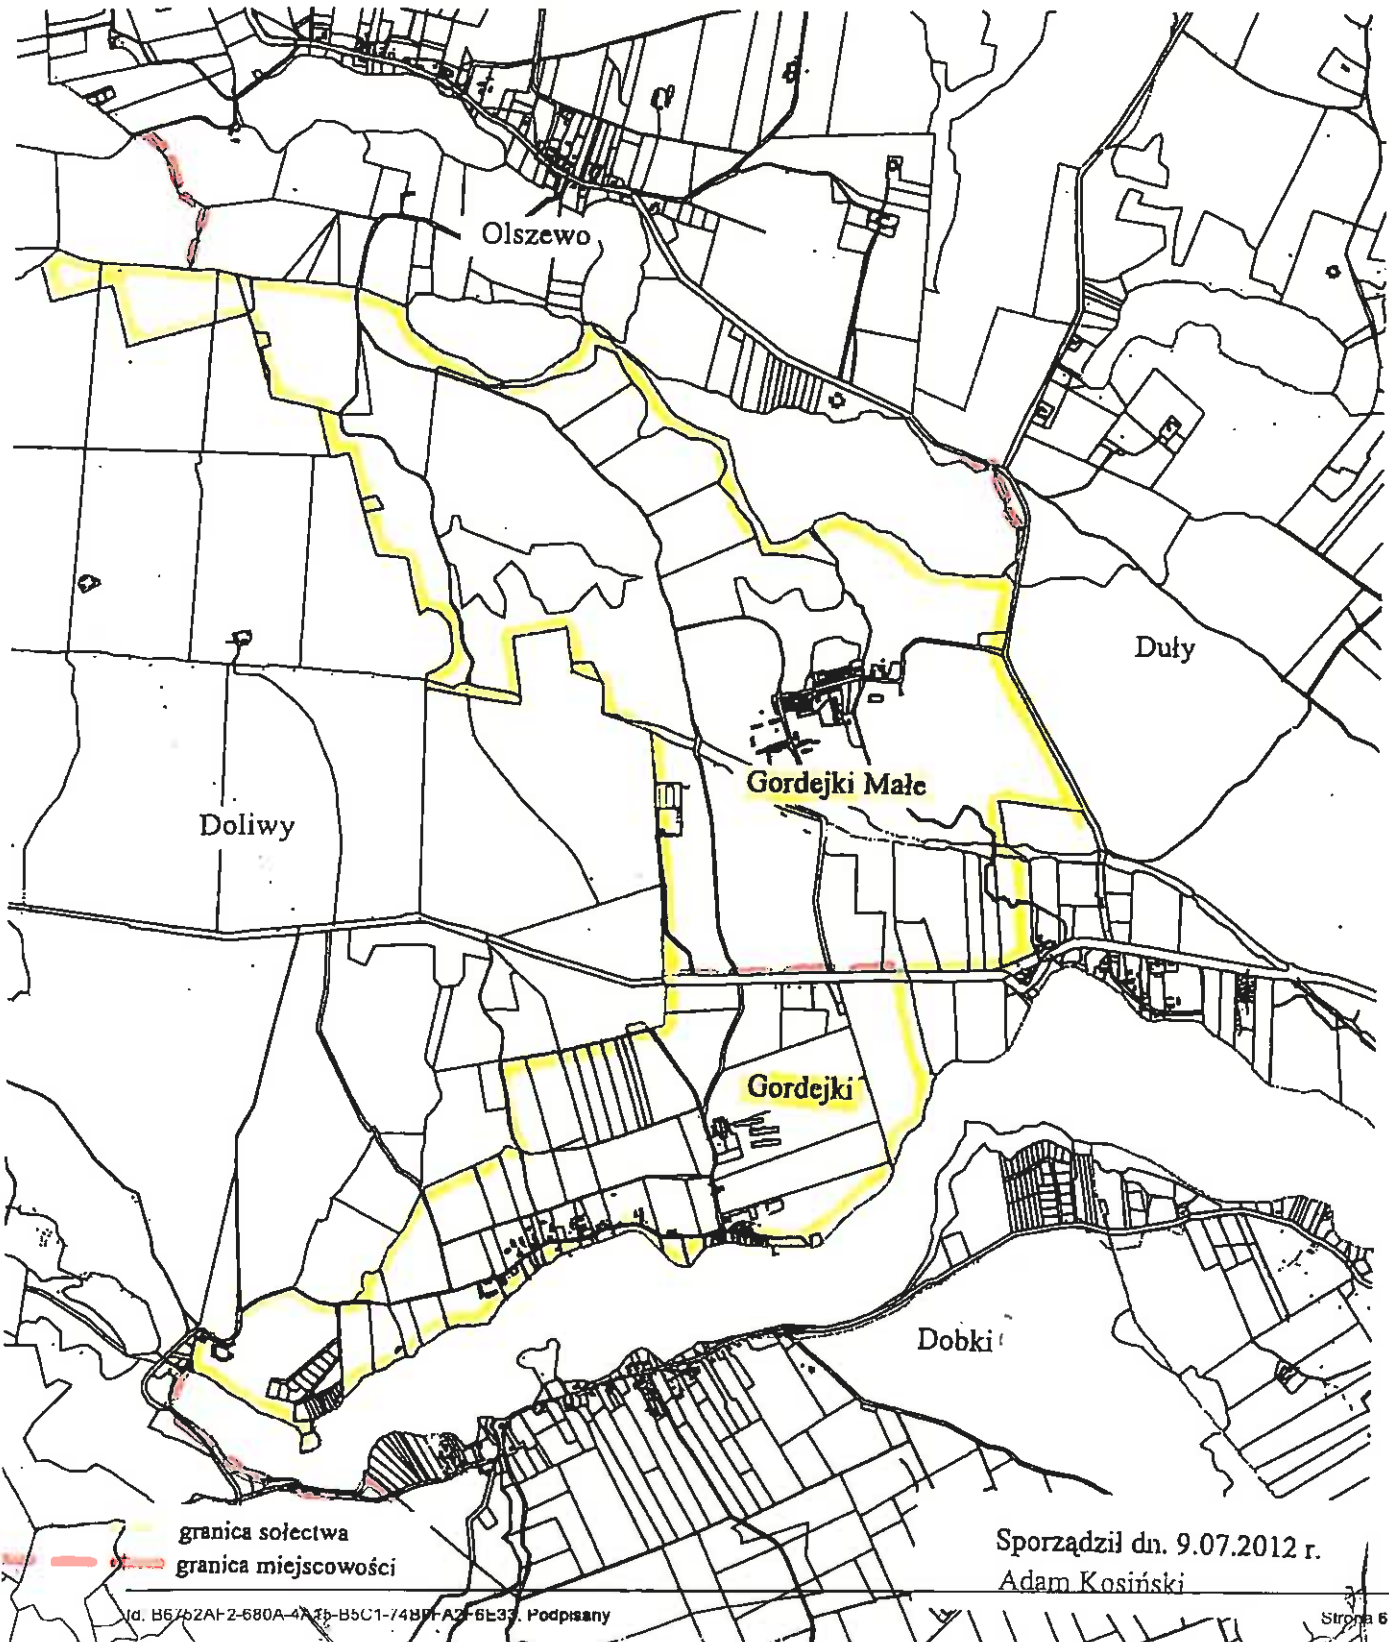 Olszewo
Duły
Gordejki Małe
Doliwy
Gordejki
Dobki
granica sołectwa
granica miejscowości
Sporządził dn. 9.07.2012 r.
Adam Kosiński
Podpisany
Strona 6